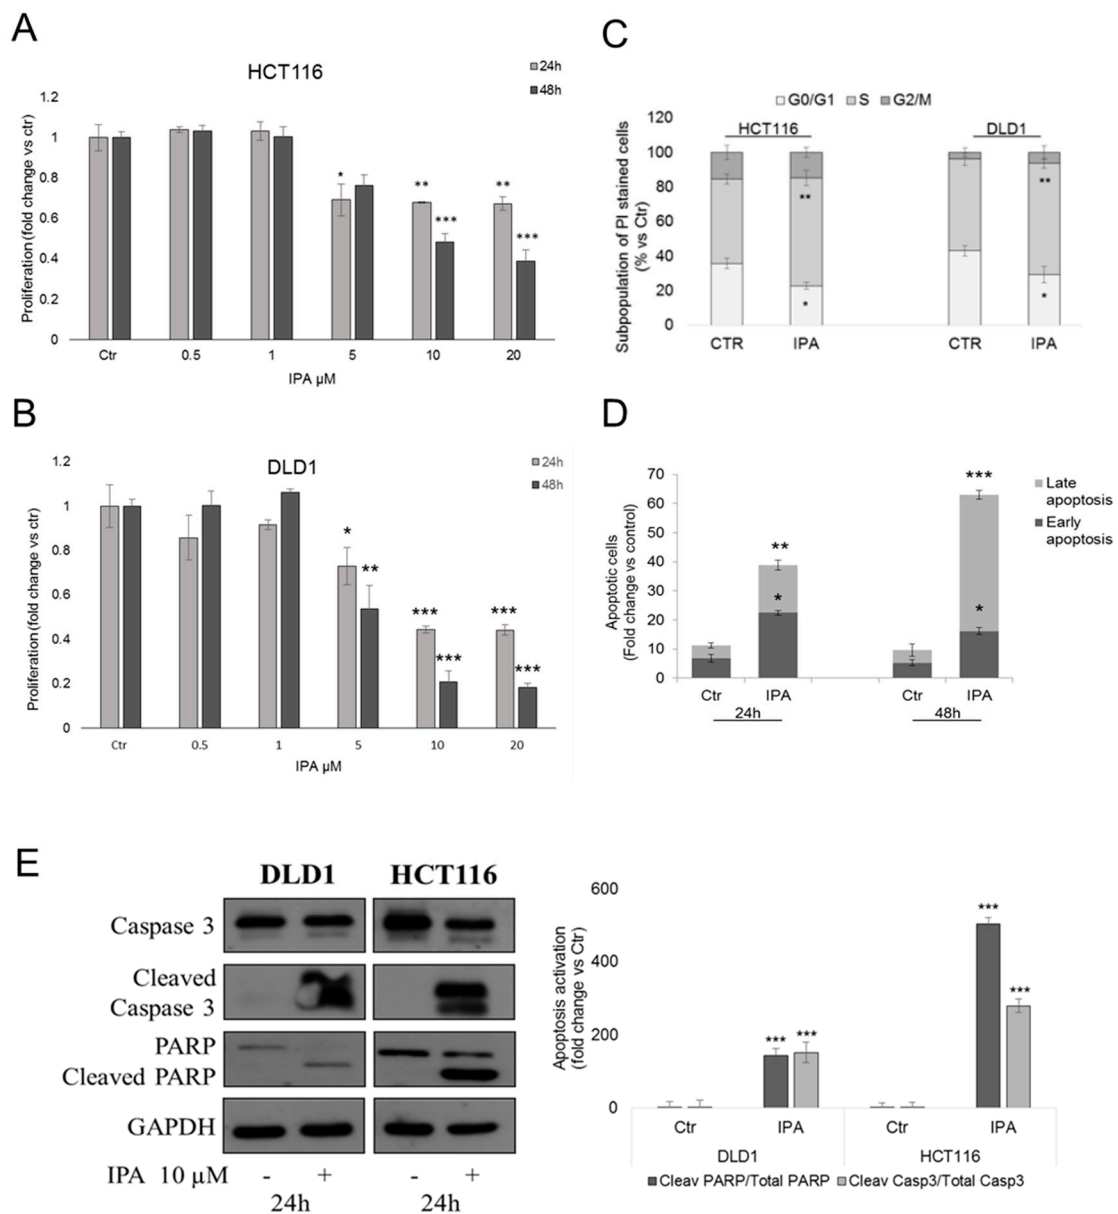 A
HCT116
24h
48h
Proliferation (fold change vs ctr)
1.2
1
0.8
0.6
0.4
0.2
0
* ** *** ** ***
Ctr 0.5 1 5 10 20
IPA µM
B
DLD1
24h
48h
Proliferation (fold change vs ctr)
1.2
1
0.8
0.6
0.4
0.2
0
* ** *** *** *** ***
Ctr 0.5 1 5 10 20
IPA µM
C
G0/G1 S G2/M
HCT116 DLD1
Subpopulation of PI stained cells
(% vs Ctr)
120
100
80
60
40
20
0
** **
* *
CTR IPA CTR IPA
D
Late
apoptosis
Early
apoptosis
Apoptotic cells
(Fold change vs control)
70
60
50
40
30
20
10
0
** * *** *
Ctr IPA Ctr IPA
24h 48h
E
DLD1 HCT116
Caspase 3
Cleaved
Caspase 3
PARP
Cleaved PARP
GAPDH
IPA 10 µM - + - +
24h 24h
Apoptosis activation
(fold change vs Ctr)
600
400
200
0
*** *** *** ***
Ctr IPA Ctr IPA
DLD1 HCT116
Cleav PARP/Total PARP Cleav Casp3/Total Casp3